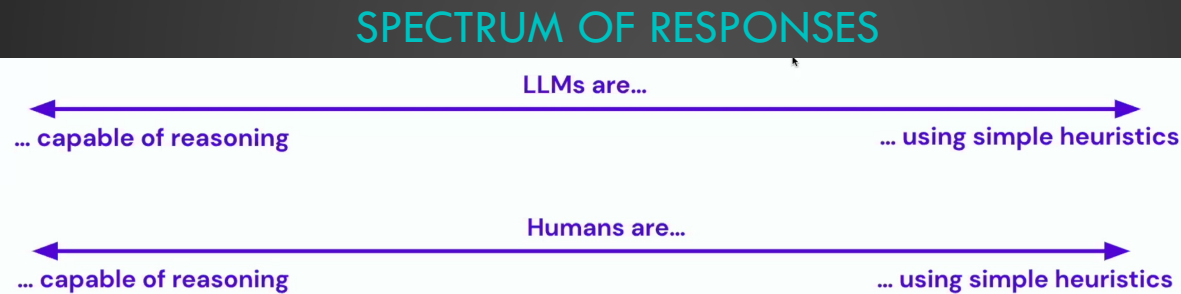 SPECTRUM OF RESPONSES
LLMs are...
... capable of reasoning
... using simple heuristics
Humans are...
... capable of reasoning
... using simple heuristics